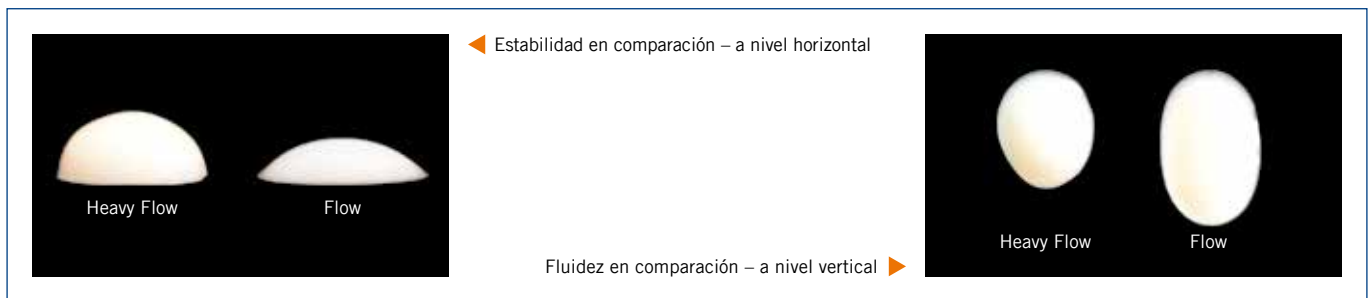 Estabilidad en comparación – a nivel horizontal
Heavy Flow
Flow
Heavy Flow
Flow
Fluidez en comparación – a nivel vertical